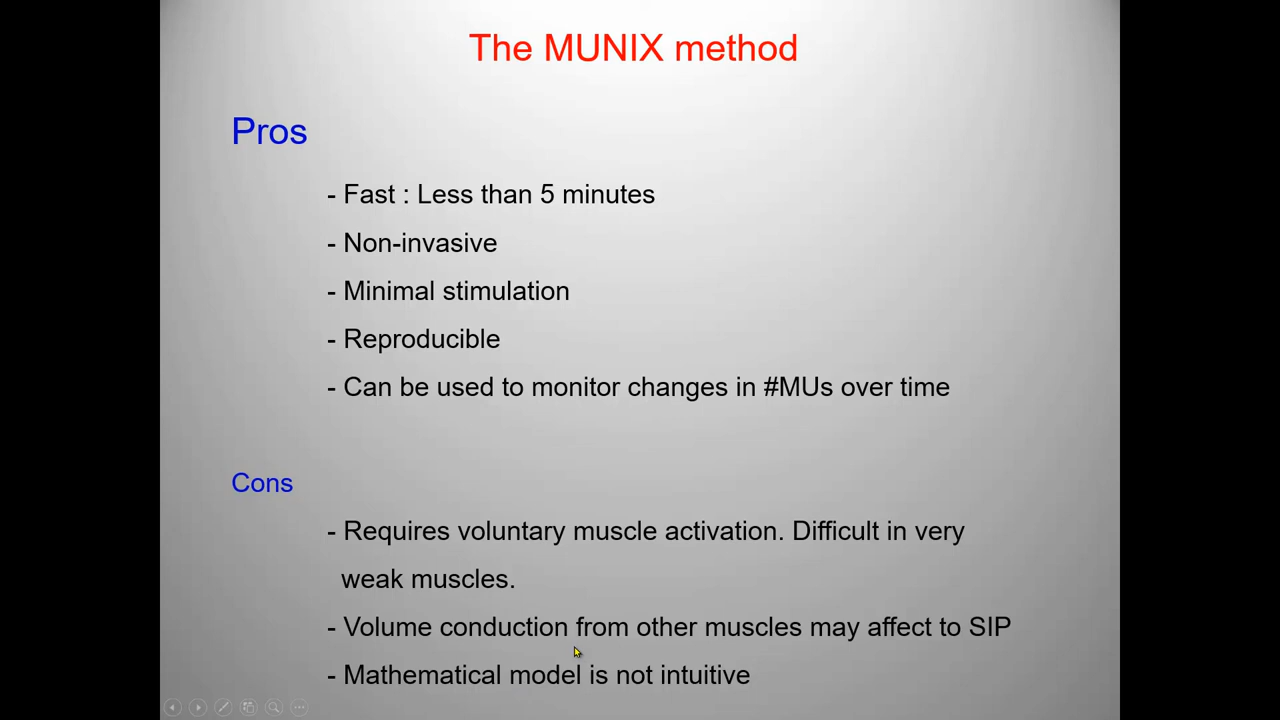 The MUNIX method
Pros
- Fast : Less than 5 minutes
- Non-invasive
- Minimal stimulation
- Reproducible
- Can be used to monitor changes in #MUs over time
Cons
- Requires voluntary muscle activation. Difficult in very
weak muscles.
- Volume conduction from other muscles may affect to SIP
- Mathematical model is not intuitive